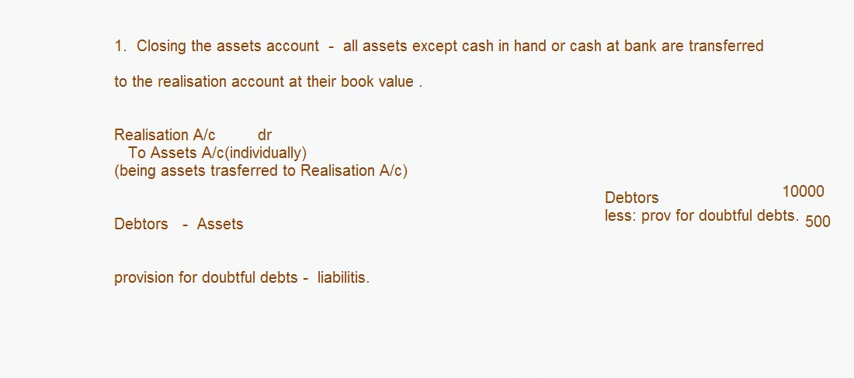 1. Closing the assets account - all assets except cash in hand or cash at bank are transferred
to the realisation account at their book value .
Realisation A/c dr
To Assets A/c(individually)
(being assets trasferred to Realisation A/c)
Debtors 10000
less: prov for doubtful debts. 500
Debtors - Assets
provision for doubtful debts - liabilitis.